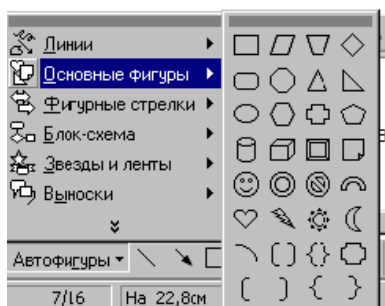 Линии
Основные фигуры
Фигурные стрелки
Блок-схема
Звезды и ленты
Выноски
Автофигуры
7/16 На 22,8см